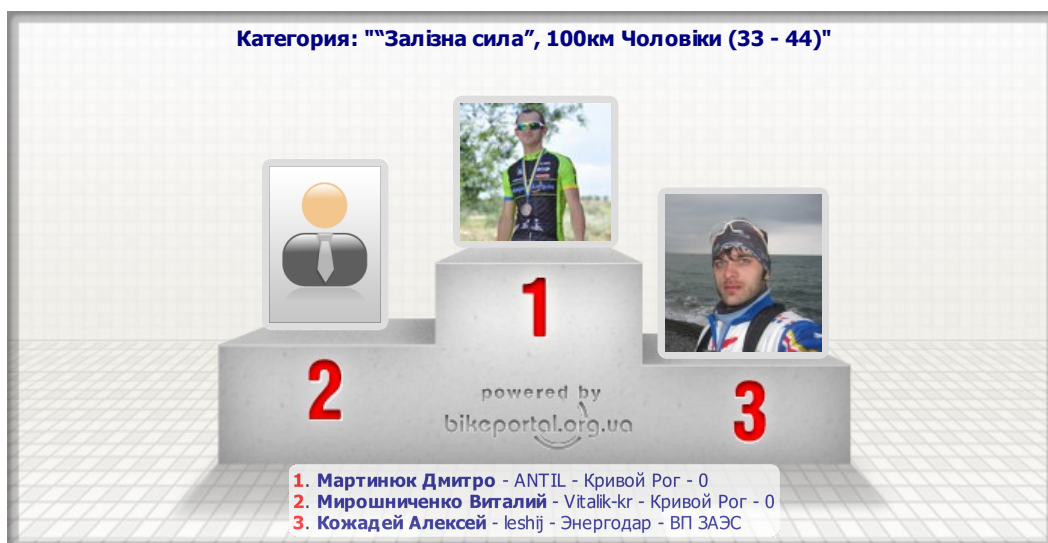 Категория: "“Залізна сила”, 100км Чоловіки (33 - 44)"
1
2
3
powered by
bikeportal.org.ua
1. Мартинюк Дмитро - ANTIL - Кривой Рог - 0
2. Мирошниченко Виталий - Vitalik-kr - Кривой Рог - 0
3. Кожадей Алексей - leshij - Энергодар - ВП ЗАЭС